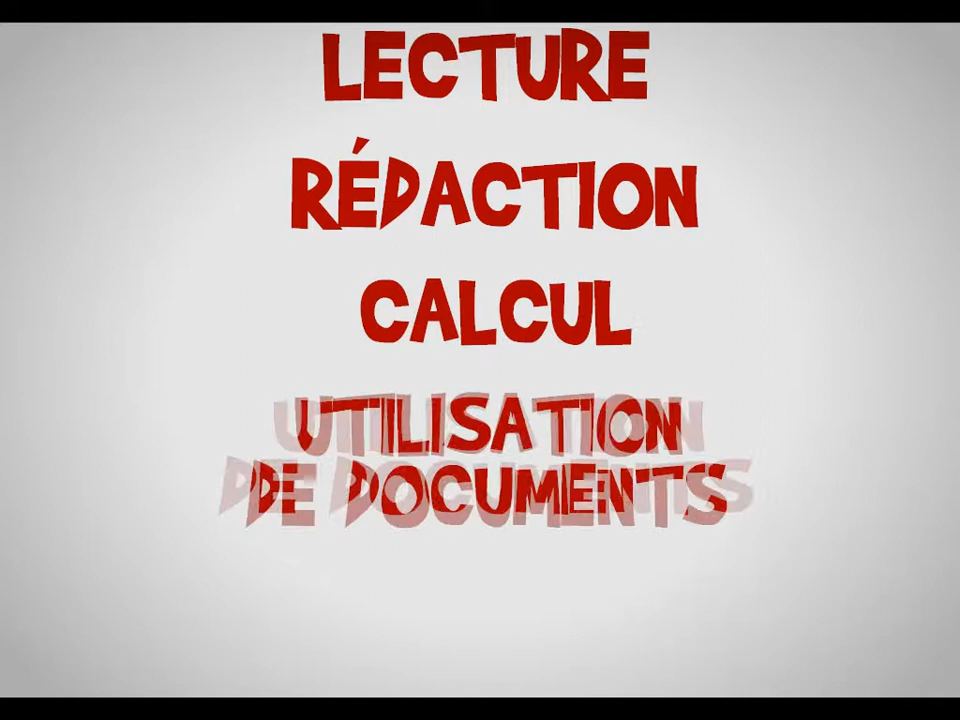 LECTURE
RÉDACTION
CALCUL
UTILISATION
DE DOCUMENTS